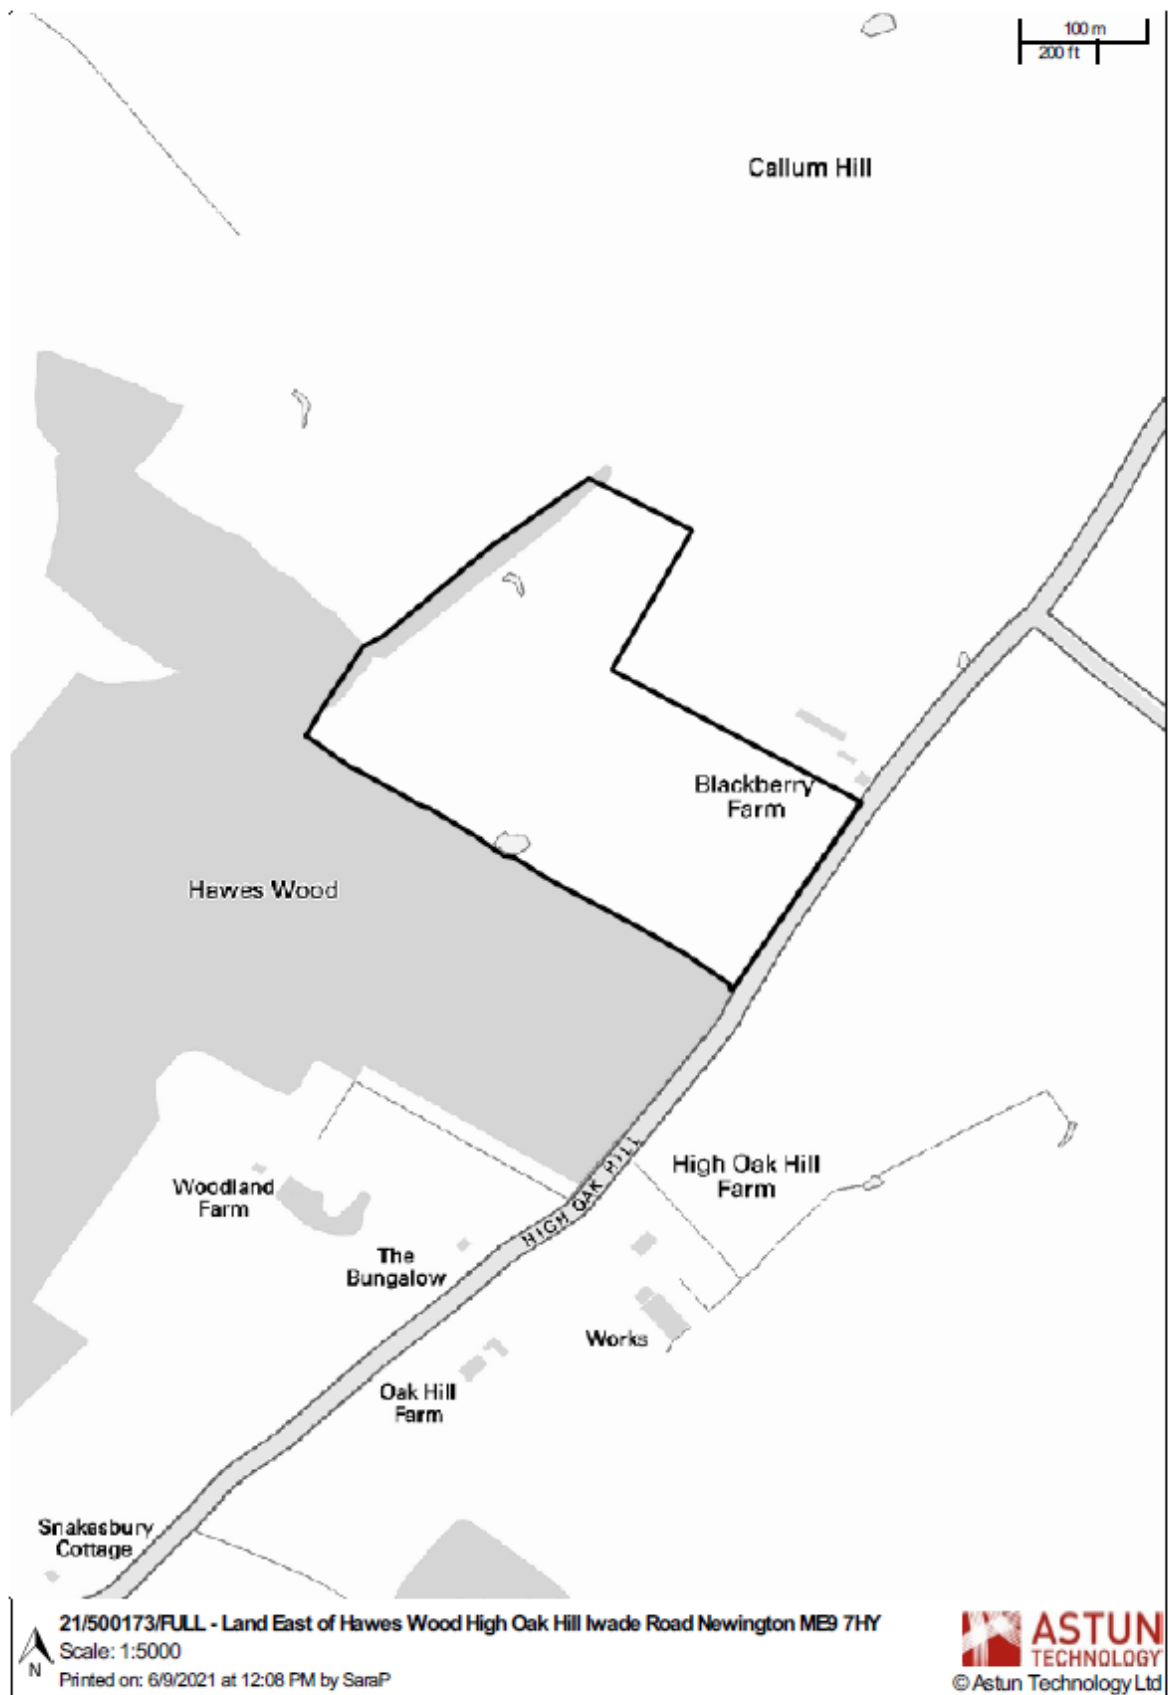 100 m
200 ft
Callum Hill
Blackberry
Farm
Hawes Wood
HIGH OAK HILL
High Oak Hill
Farm
Woodland
Farm
The
Bungalow
Works
Oak Hill
Farm
Snakesbury
Cottage
N
21/500173/FULL - Land East of Hawes Wood High Oak Hill Iwade Road Newington ME9 7HY
Scale: 1:5000
Printed on: 6/9/2021 at 12:08 PM by SaraP
ASTUN
TECHNOLOGY
© Astun Technology Ltd